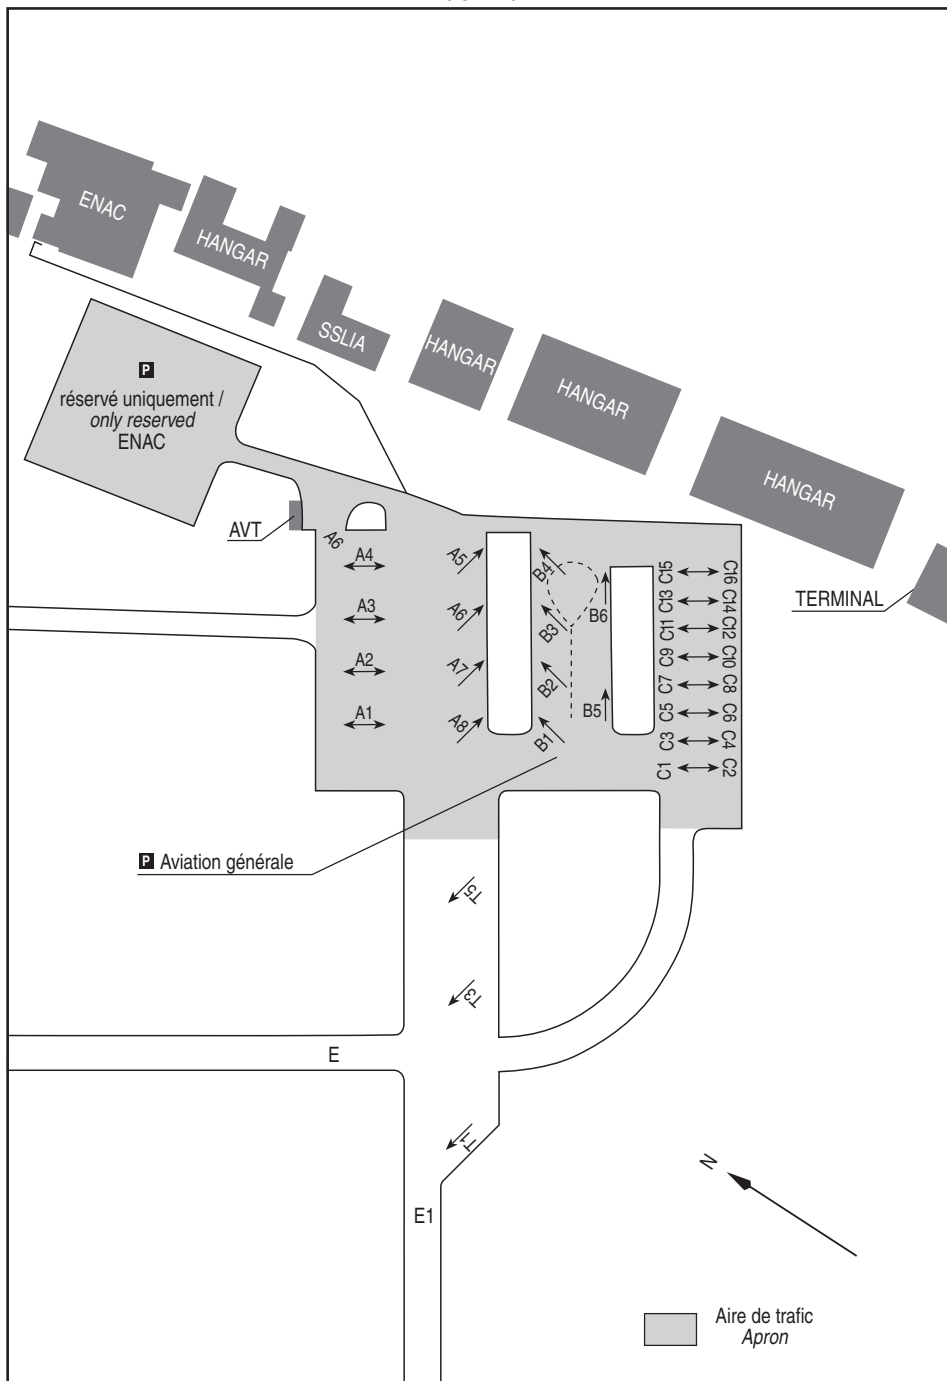 ENAC
HANGAR
SSLIA
HANGAR
HANGAR
HANGAR
TERMINAL
P
réservé uniquement /
only reserved
ENAC
AVT
A6
A4
A3
A2
A1
A5
A6
A7
A8
B4
B3
B2
B1
B6
B5
C15
C16
C13
C14
C11
C12
C9
C10
C7
C8
C5
C6
C3
C4
C1
C2
P Aviation générale
T5
T3
E
T1
E1
N
Aire de trafic
Apron